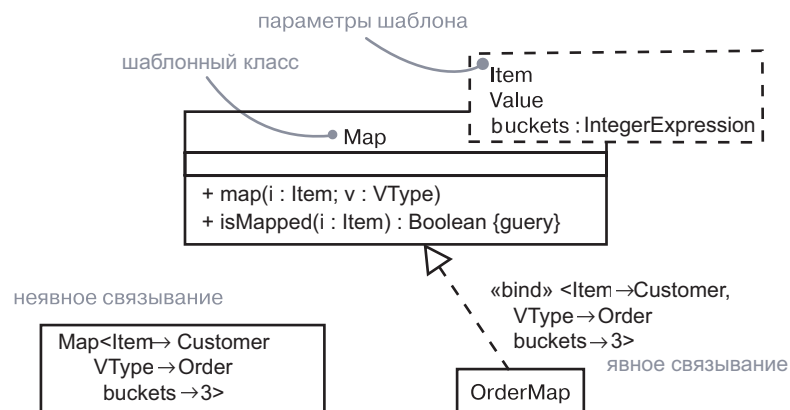 параметры шаблона
шаблонный класс
Item
Value
buckets : IntegerExpression
Map
+ map(i : Item; v : VType)
+ isMapped(i : Item) : Boolean {guery}
неявное связывание
«bind» <Item→Customer,
VType→Order
buckets→3>
явное связывание
Map<Item→ Customer
VType→Order
buckets→3>
OrderMap